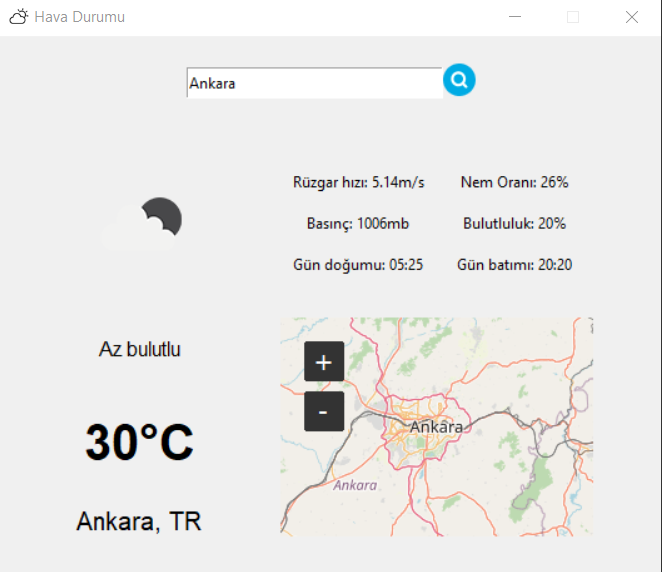 Hava Durumu
Ankara
Rüzgar hızı: 5.14m/s
Nem Oranı: 26%
Basınç: 1006mb
Bulutluluk: 20%
Gün doğumu: 05:25
Gün batımı: 20:20
Az bulutlu
30°C
Ankara, TR
+
-
Ankara
Ankara